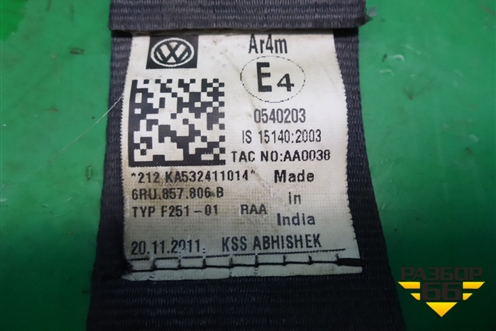 Ar4m
E4
0540203
IS 15140:2003
TAC NO:AA0038
*212 KA532411014* Made
6RU.857.806 B in
TYP F251-01 RAA India
20.11.2011. KSS ABHISHEK
РАЗБОР
66